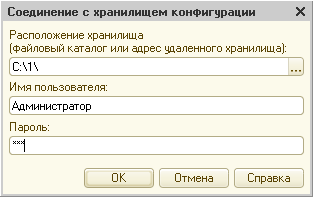 Соединение с хранилищем конфигурации
Расположение хранилища
(файловый каталог или адрес удаленного хранилища):
C:\1\
...
Имя пользователя:
Администратор
Пароль:
***
OK Отмена Справка